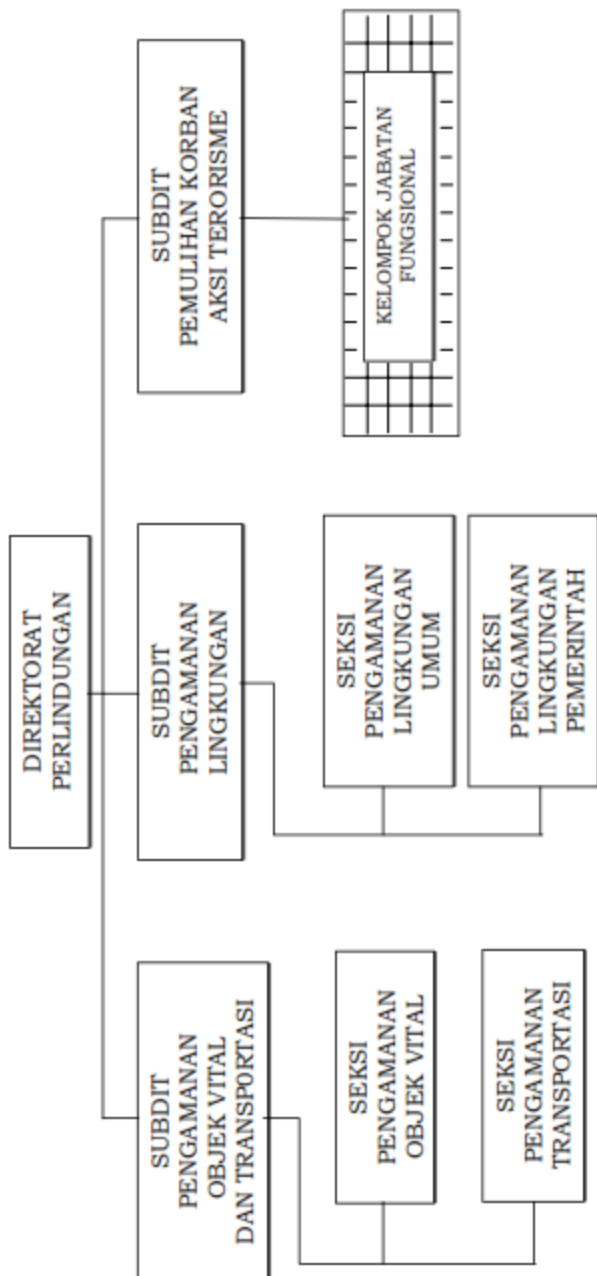 DIREKTORAT
PERLINDUNGAN
SUBDIT
PENGAMANAN
OBJEK VITAL
DAN TRANSPORTASI
SUBDIT
PENGAMANAN
LINGKUNGAN
SUBDIT
PEMULIHAN KORBAN
AKSI TERORISME
SEKSI
PENGAMANAN
OBJEK VITAL
SEKSI
PENGAMANAN
TRANSPORTASI
SEKSI
PENGAMANAN
LINGKUNGAN
UMUM
SEKSI
PENGAMANAN
LINGKUNGAN
PEMERINTAH
KELOMPOK JABATAN
FUNGSIONAL